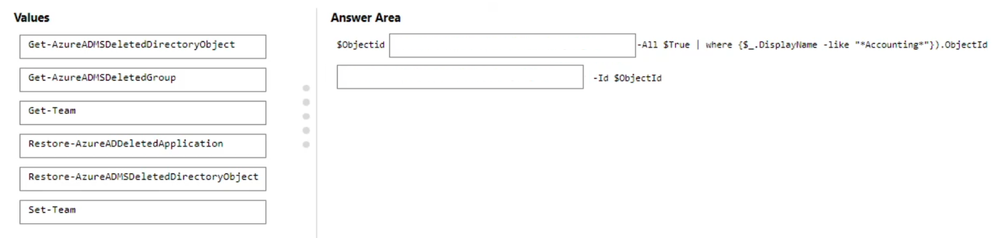 Values
Get-AzureADMSDeletedDirectoryObject
Get-AzureADMSDeletedGroup
Get-Team
Restore-AzureADDeletedApplication
Restore-AzureADMSDeletedDirectoryObject
Set-Team
Answer Area
$Objectid -All $True | where {$_.DisplayName -like "*Accounting*"}).ObjectId
-Id $ObjectId